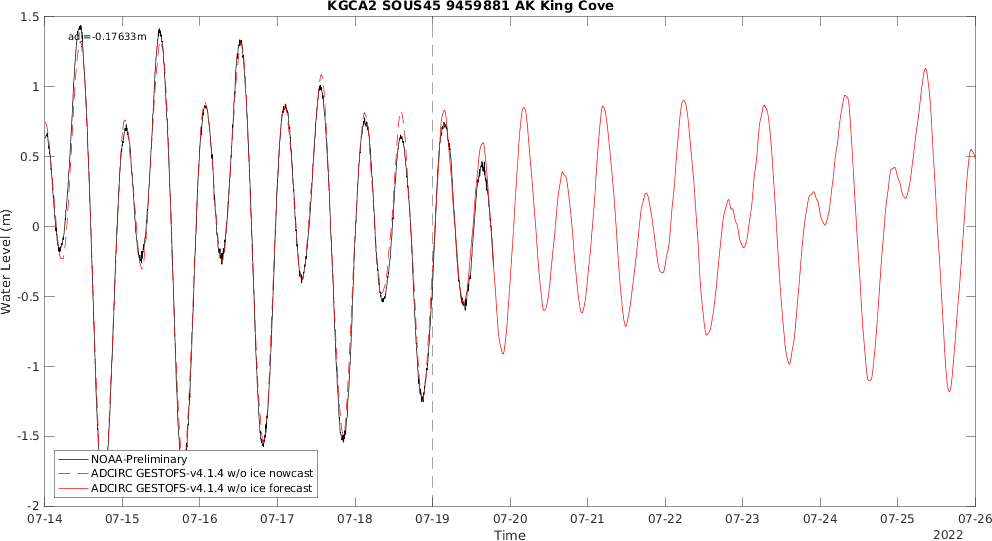 KGCA2 SOUS45 9459881 AK King Cove
adj=-0.17633m
Water Level (m)
1.5
1
0.5
0
-0.5
-1
-1.5
-2
NOAA-Preliminary
ADCIRC GESTOFS-v4.1.4 w/o ice nowcast
ADCIRC GESTOFS-v4.1.4 w/o ice forecast
07-14 07-15 07-16 07-17 07-18 07-19 07-20 07-21 07-22 07-23 07-24 07-25 07-26
Time
2022